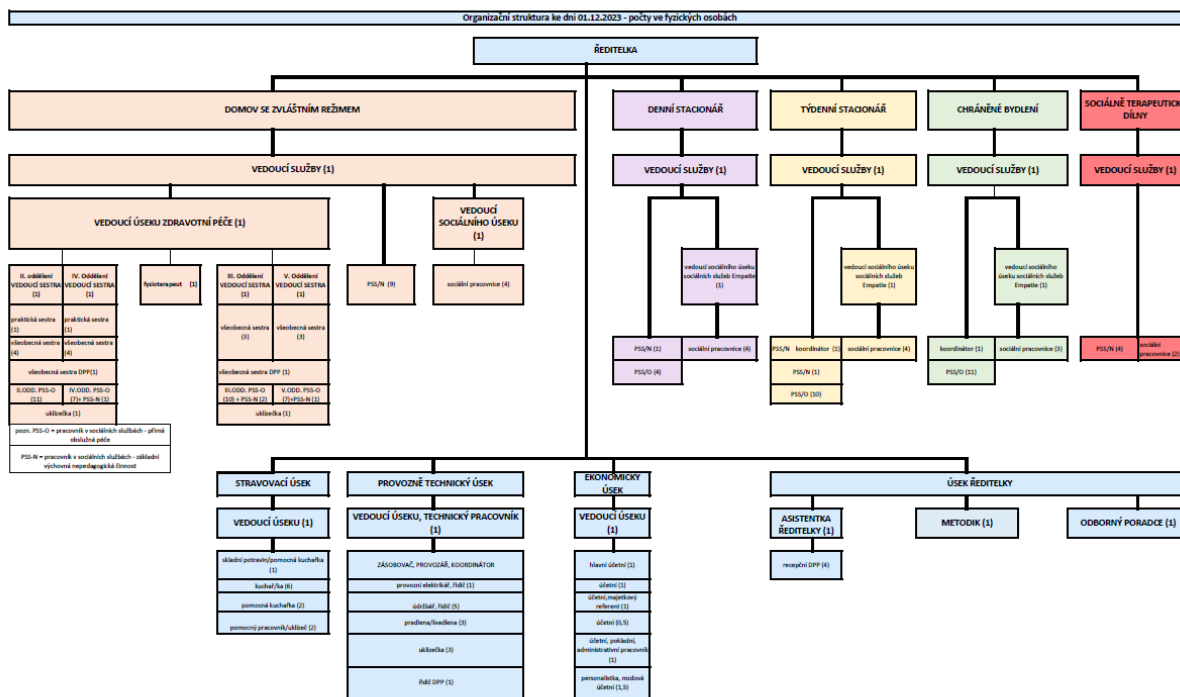 Organizační struktura ke dni 01.12.2023 - počty ve fyzických osobách
ŘEDITELKA
DOMOV SE ZVLÁŠTNÍM REŽIMEM
DENNÍ STACIONÁŘ
TÝDENNÍ STACIONÁŘ
CHRÁNĚNÉ BYDLENÍ
SOCIÁLNĚ TERAPEUTICK
DÍLNY
VEDOUCÍ SLUŽBY (1)
VEDOUCÍ SLUŽBY (1)
VEDOUCÍ SLUŽBY (1)
VEDOUCÍ SLUŽBY (1)
VEDOUCÍ SLUŽBY (1)
VEDOUCÍ ÚSEKU ZDRAVOTNÍ PÉČE (1)
VEDOUCÍ
SOCIÁLNÍHO ÚSEKU
(1)
II. oddělení
VEDOUCÍ SESTRA
(1)
IV. Oddělení
VEDOUCÍ SESTRA
(1)
fyzioterapeut (1)
III. Oddělení
VEDOUCÍ SESTRA
(1)
V. Oddělení
VEDOUCÍ SESTRA
(1)
PSS/N (9)
sociální pracovnice (4)
vedoucí sociálního úseku
sociálních služeb Empatie
(1)
vedoucí sociálního úseku
sociálních služeb
Empatie (1)
vedoucí sociálního
úseku sociálních služeb
Empatie (1)
praktická sestra
(1)
praktická sestra
(1)
všeobecná sestra
(3)
všeobecná sestra
(3)
všeobecná sestra
(4)
všeobecná sestra
(4)
všeobecná sestra DPP(1)
všeobecná sestra DPP (1)
II.ODD. PSS-O
(11)
IV.ODD. PSS-O
(7)+ PSS-N (1)
III.ODD. PSS-O
(10) + PSS-N (2)
V.ODD. PSS-O
(7)+PSS-N (1)
uklízečka (1)
uklízečka (1)
PSS/N (1)
sociální pracovnice (4)
PSS/O (4)
PSS/N koordinátor (1)
sociální pracovnice (4)
PSS/N (1)
PSS/O (10)
koordinátor (1)
sociální pracovnice (3)
PSS/O (11)
PSS/N (4)
sociální
pracovnice (2)
pozn. PSS-O = pracovník v sociálních službách - přímá
obslužná péče
PSS-N = pracovník v sociálních službách - základní
výchovná nepedagogická činnost
STRAVOVACÍ ÚSEK
PROVOZNĚ TECHNICKÝ ÚSEK
EKONOMICKY
ÚSEK
ÚSEK ŘEDITELKY
VEDOUCÍ ÚSEKU (1)
VEDOUCÍ ÚSEKU, TECHNICKÝ PRACOVNÍK
(1)
VEDOUCÍ ÚSEKU
(1)
ASISTENTKA
ŘEDITELKY (1)
METODIK (1)
ODBORNÝ PORADCE (1)
skladní potravin/pomocná kuchařka
(1)
kuchař/ka (6)
pomocná kuchařka (2)
pomocný pracovník/uklízeč (2)
ZÁSOBOVAČ, PROVOZÁŘ, KOORDINÁTOR
provozní elektrikář, řidič (1)
údržbář, řidič (5)
pradlena/švadlena (3)
uklízečka (3)
řidič DPP (1)
hlavní účetní (1)
účetní (1)
účetní,majetkový
referent (1)
účetní (0,5)
účetní, pokladní,
administrativní pracovník
(1)
personalistka, mzdová
účetní (1,5)
recepční DPP (4)